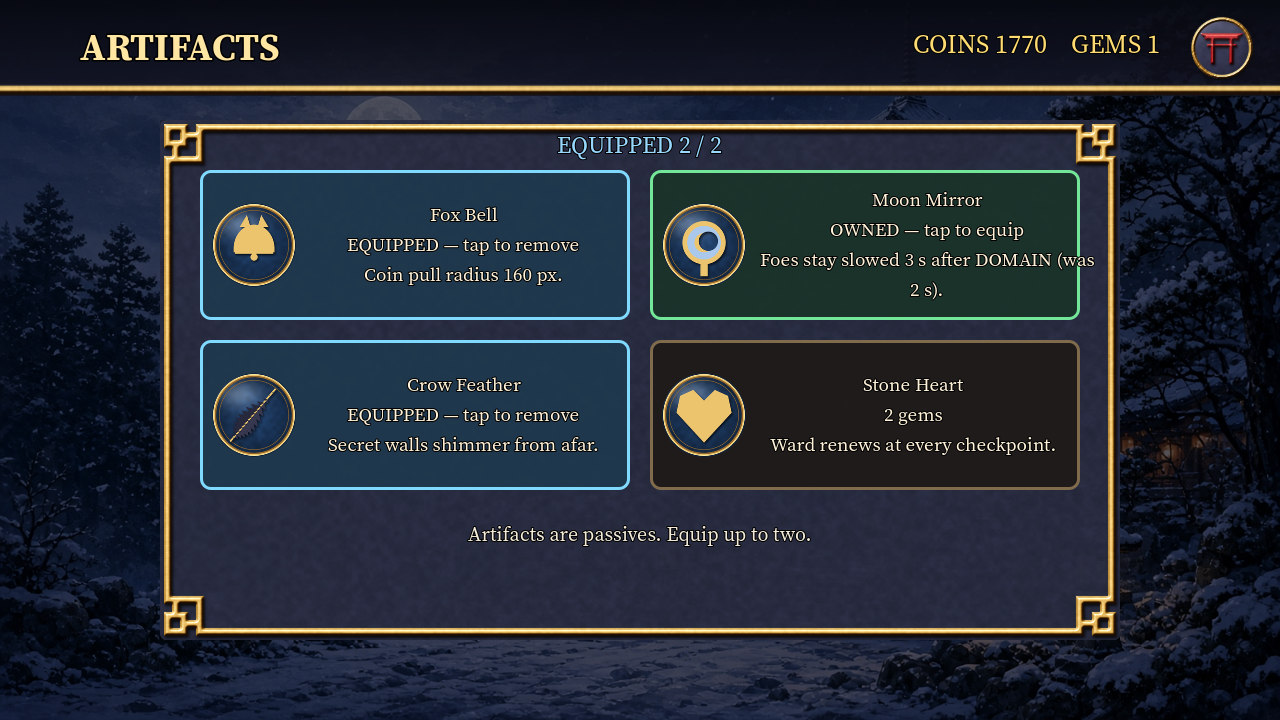 ARTIFACTS
COINS 1770 GEMS 1
EQUIPPED 2 / 2
Fox Bell
EQUIPPED — tap to remove
Coin pull radius 160 px.
Moon Mirror
OWNED — tap to equip
Foes stay slowed 3 s after DOMAIN (was
2 s).
Crow Feather
EQUIPPED — tap to remove
Secret walls shimmer from afar.
Stone Heart
2 gems
Ward renews at every checkpoint.
Artifacts are passives. Equip up to two.